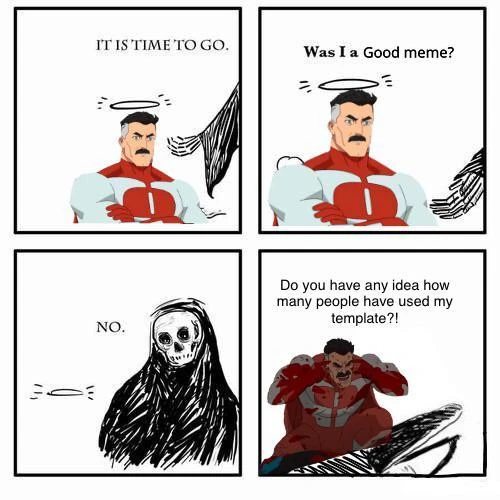 IT IS TIME TO GO.
Was I a Good meme?
NO.
Do you have any idea how
many people have used my
template?!